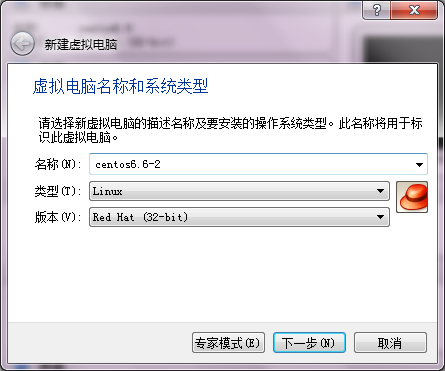 新建虚拟电脑
虚拟电脑名称和系统类型
请选择新虚拟电脑的描述名称及要安装的操作系统类型。此名称将用于标
识此虚拟电脑。
名称(N): centos6.6-2
类型(T): Linux
版本(V): Red Hat (32-bit)
专家模式(E) 下一步(N) 取消